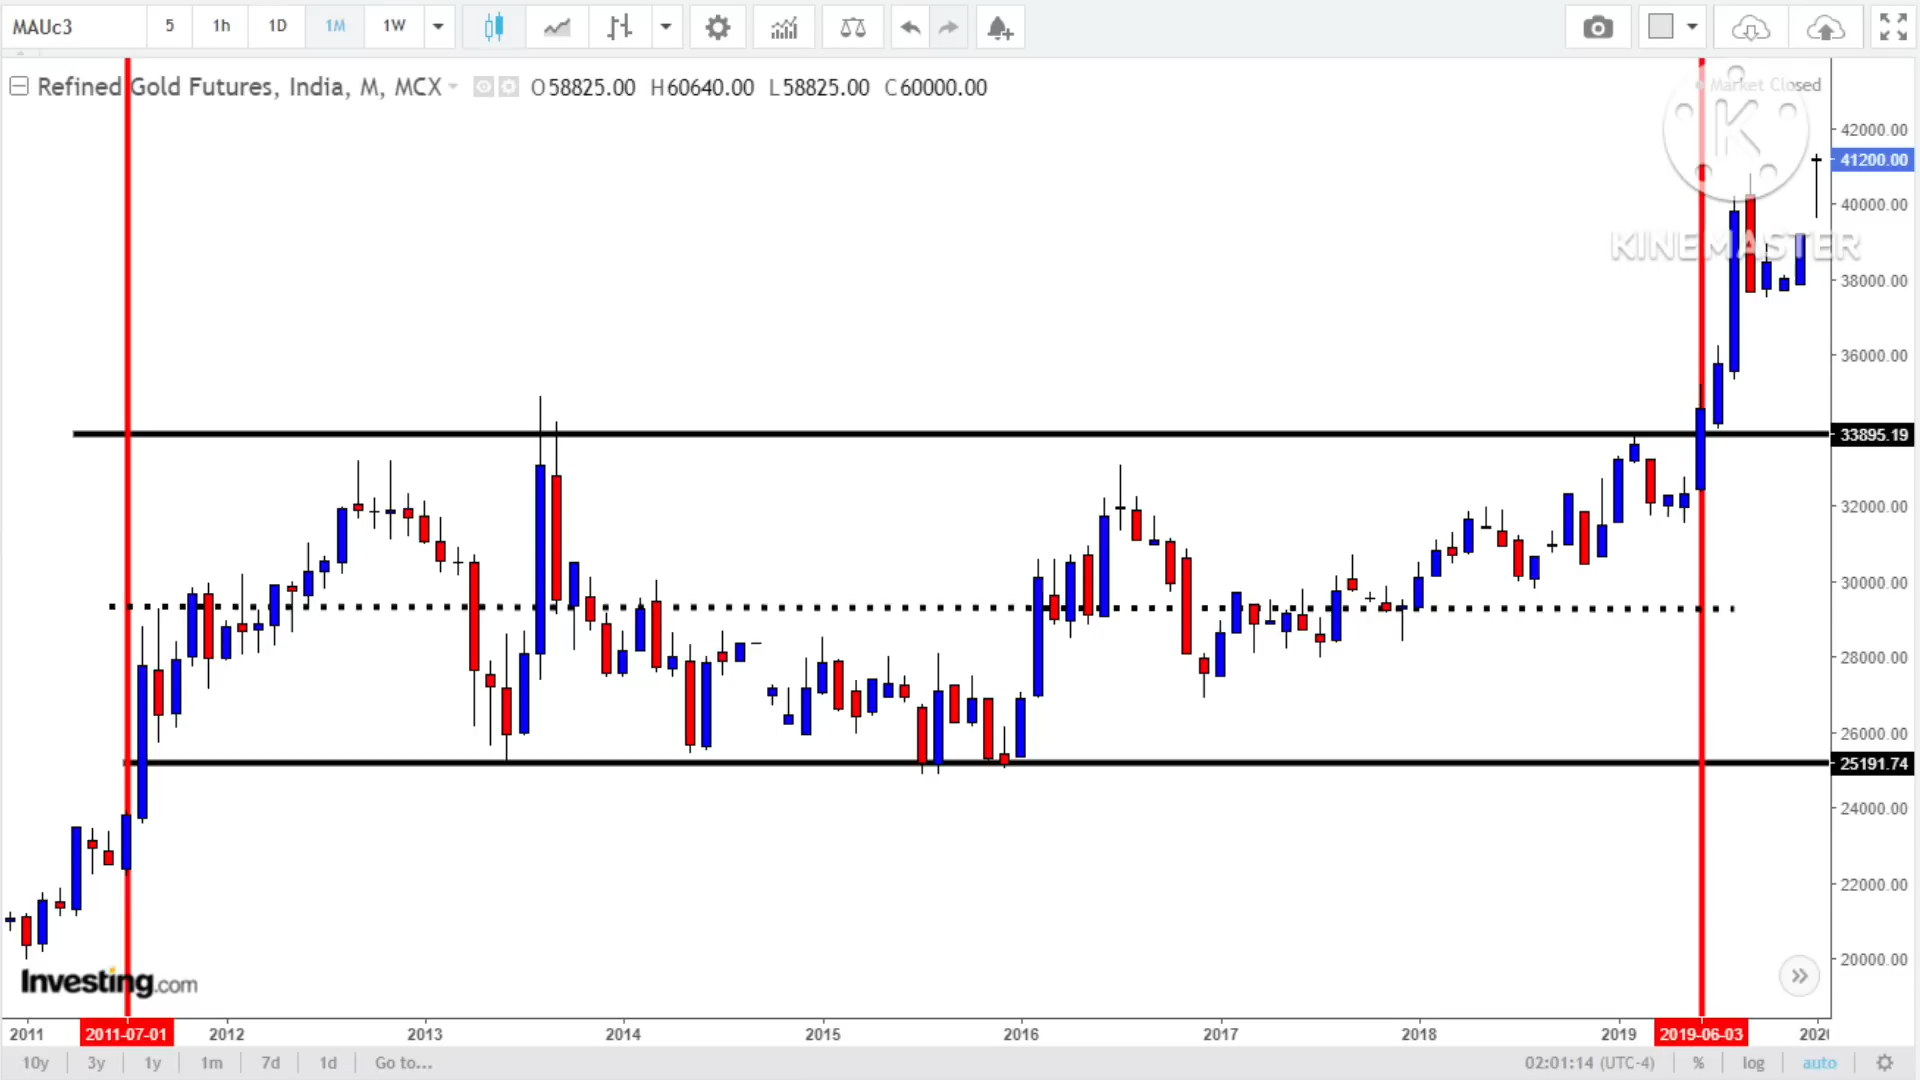 MAUc3 5 1h 1D 1M 1W
Refined Gold Futures, India, M, MCX O58825.00 H60640.00 L58825.00 C60000.00
Market Closed
K
42000.00
41200.00
40000.00
KINEMASTER
38000.00
36000.00
33895.19
32000.00
30000.00
28000.00
26000.00
25191.74
24000.00
22000.00
20000.00
Investing.com
2011 2011-07-01 2012 2013 2014 2015 2016 2017 2018 2019 2019-06-03
10y 3y 1y 1m 7d 1d Go to... 02:01:14 (UTC-4) % log auto